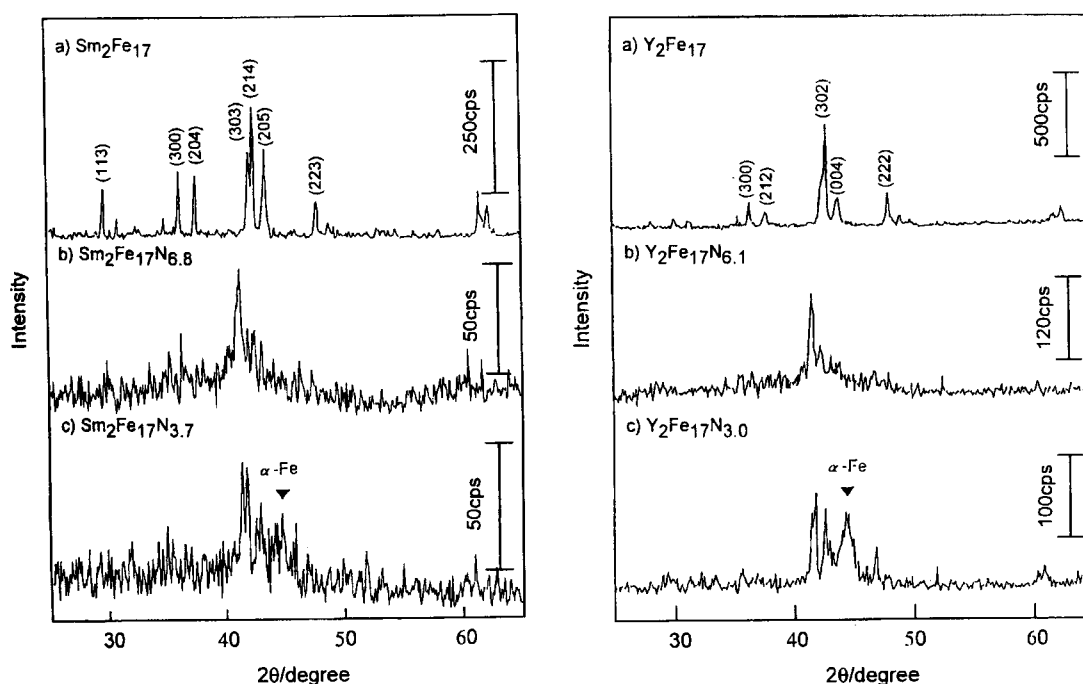 a) Sm2Fe17
(113)
(300)
(204)
(303)
(214)
(205)
(223)
250cps
b) Sm2Fe17N6.8
50cps
c) Sm2Fe17N3.7
α-Fe
50cps
Intensity
30 40 50 60
2θ/degree
a) Y2Fe17
(300)
(212)
(302)
(004)
(222)
500cps
b) Y2Fe17N6.1
120cps
c) Y2Fe17N3.0
α-Fe
100cps
Intensity
30 40 50 60
2θ/degree